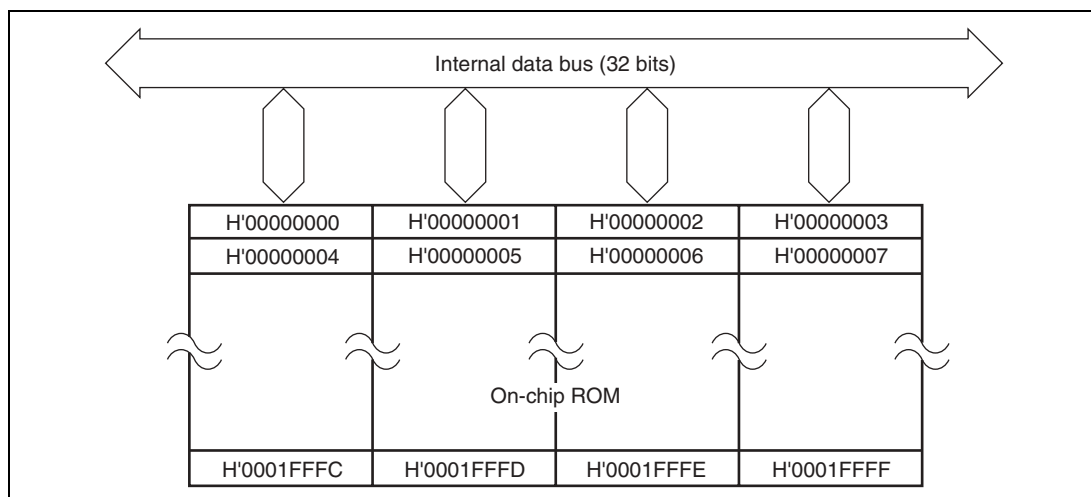 Internal data bus (32 bits)
H'00000000 H'00000001 H'00000002 H'00000003
H'00000004 H'00000005 H'00000006 H'00000007
On-chip ROM
H'0001FFFC H'0001FFFD H'0001FFFE H'0001FFFF